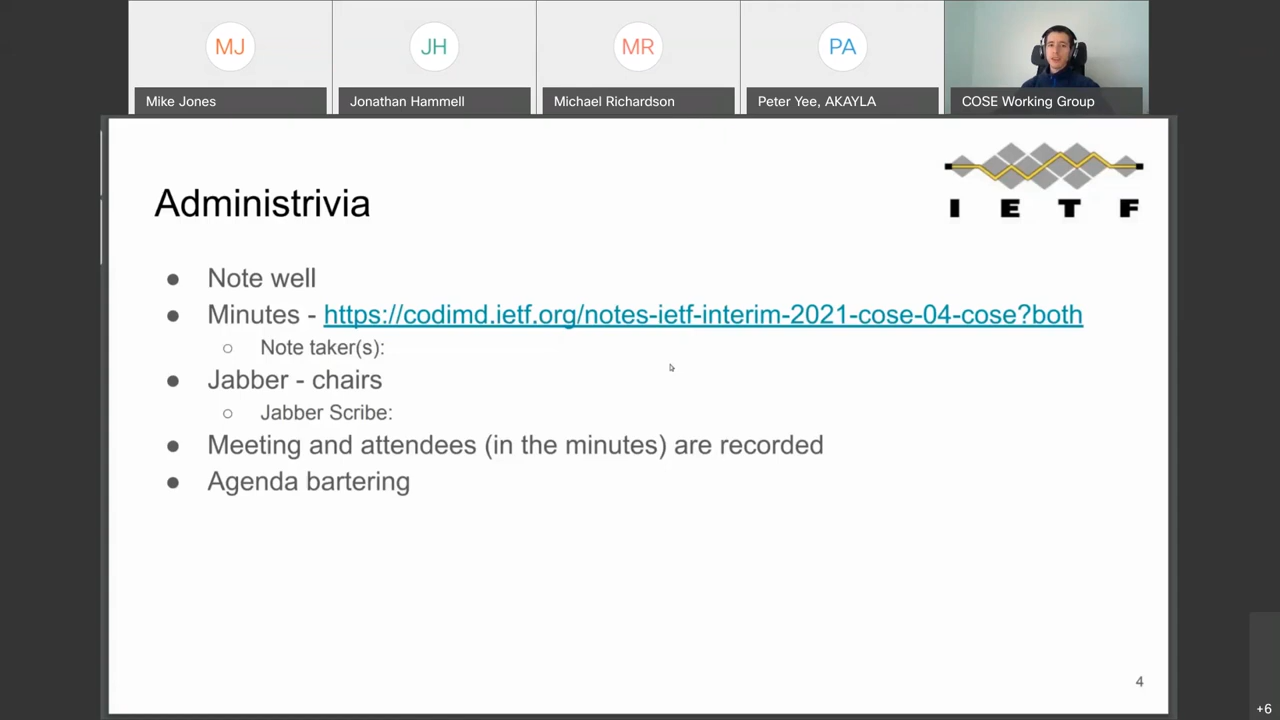 MJ
JH
MR
PA
Mike Jones
Jonathan Hammell
Michael Richardson
Peter Yee, AKAYLA
COSE Working Group
I E T F
Administrivia
● Note well
● Minutes - https://codimd.ietf.org/notes-ietf-interim-2021-cose-04-cose?both
○ Note taker(s):
● Jabber - chairs
○ Jabber Scribe:
● Meeting and attendees (in the minutes) are recorded
● Agenda bartering
4
+6